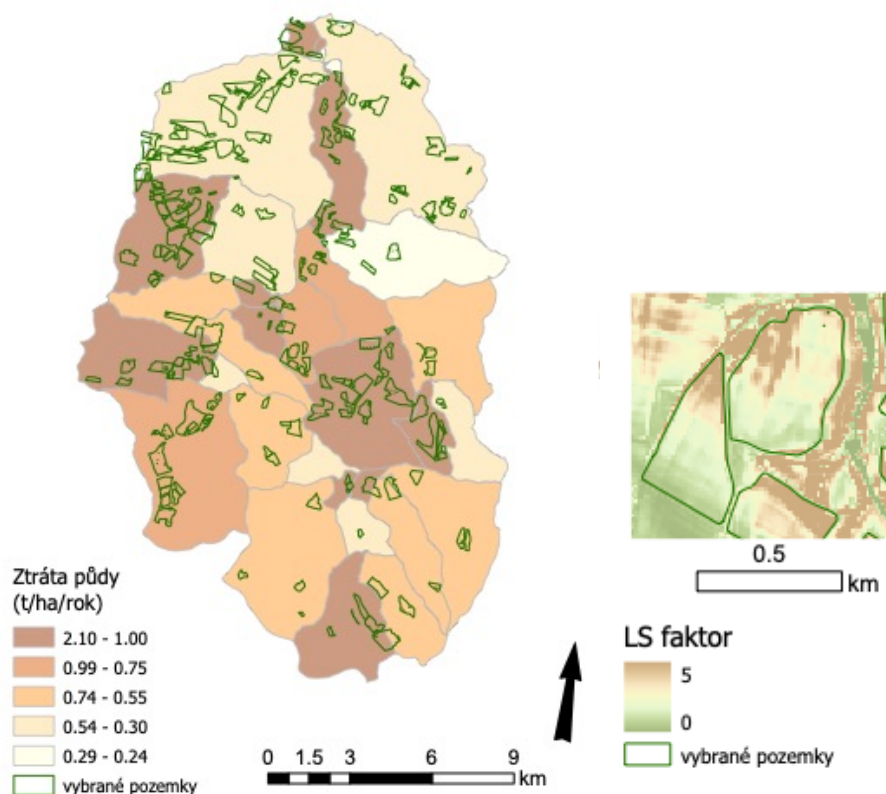 Ztráta půdy
(t/ha/rok)
2.10 - 1.00
0.99 - 0.75
0.74 - 0.55
0.54 - 0.30
0.29 - 0.24
vybrané pozemky
0 1.5 3 6 9
km
0.5
km
LS faktor
5
0
vybrané pozemky